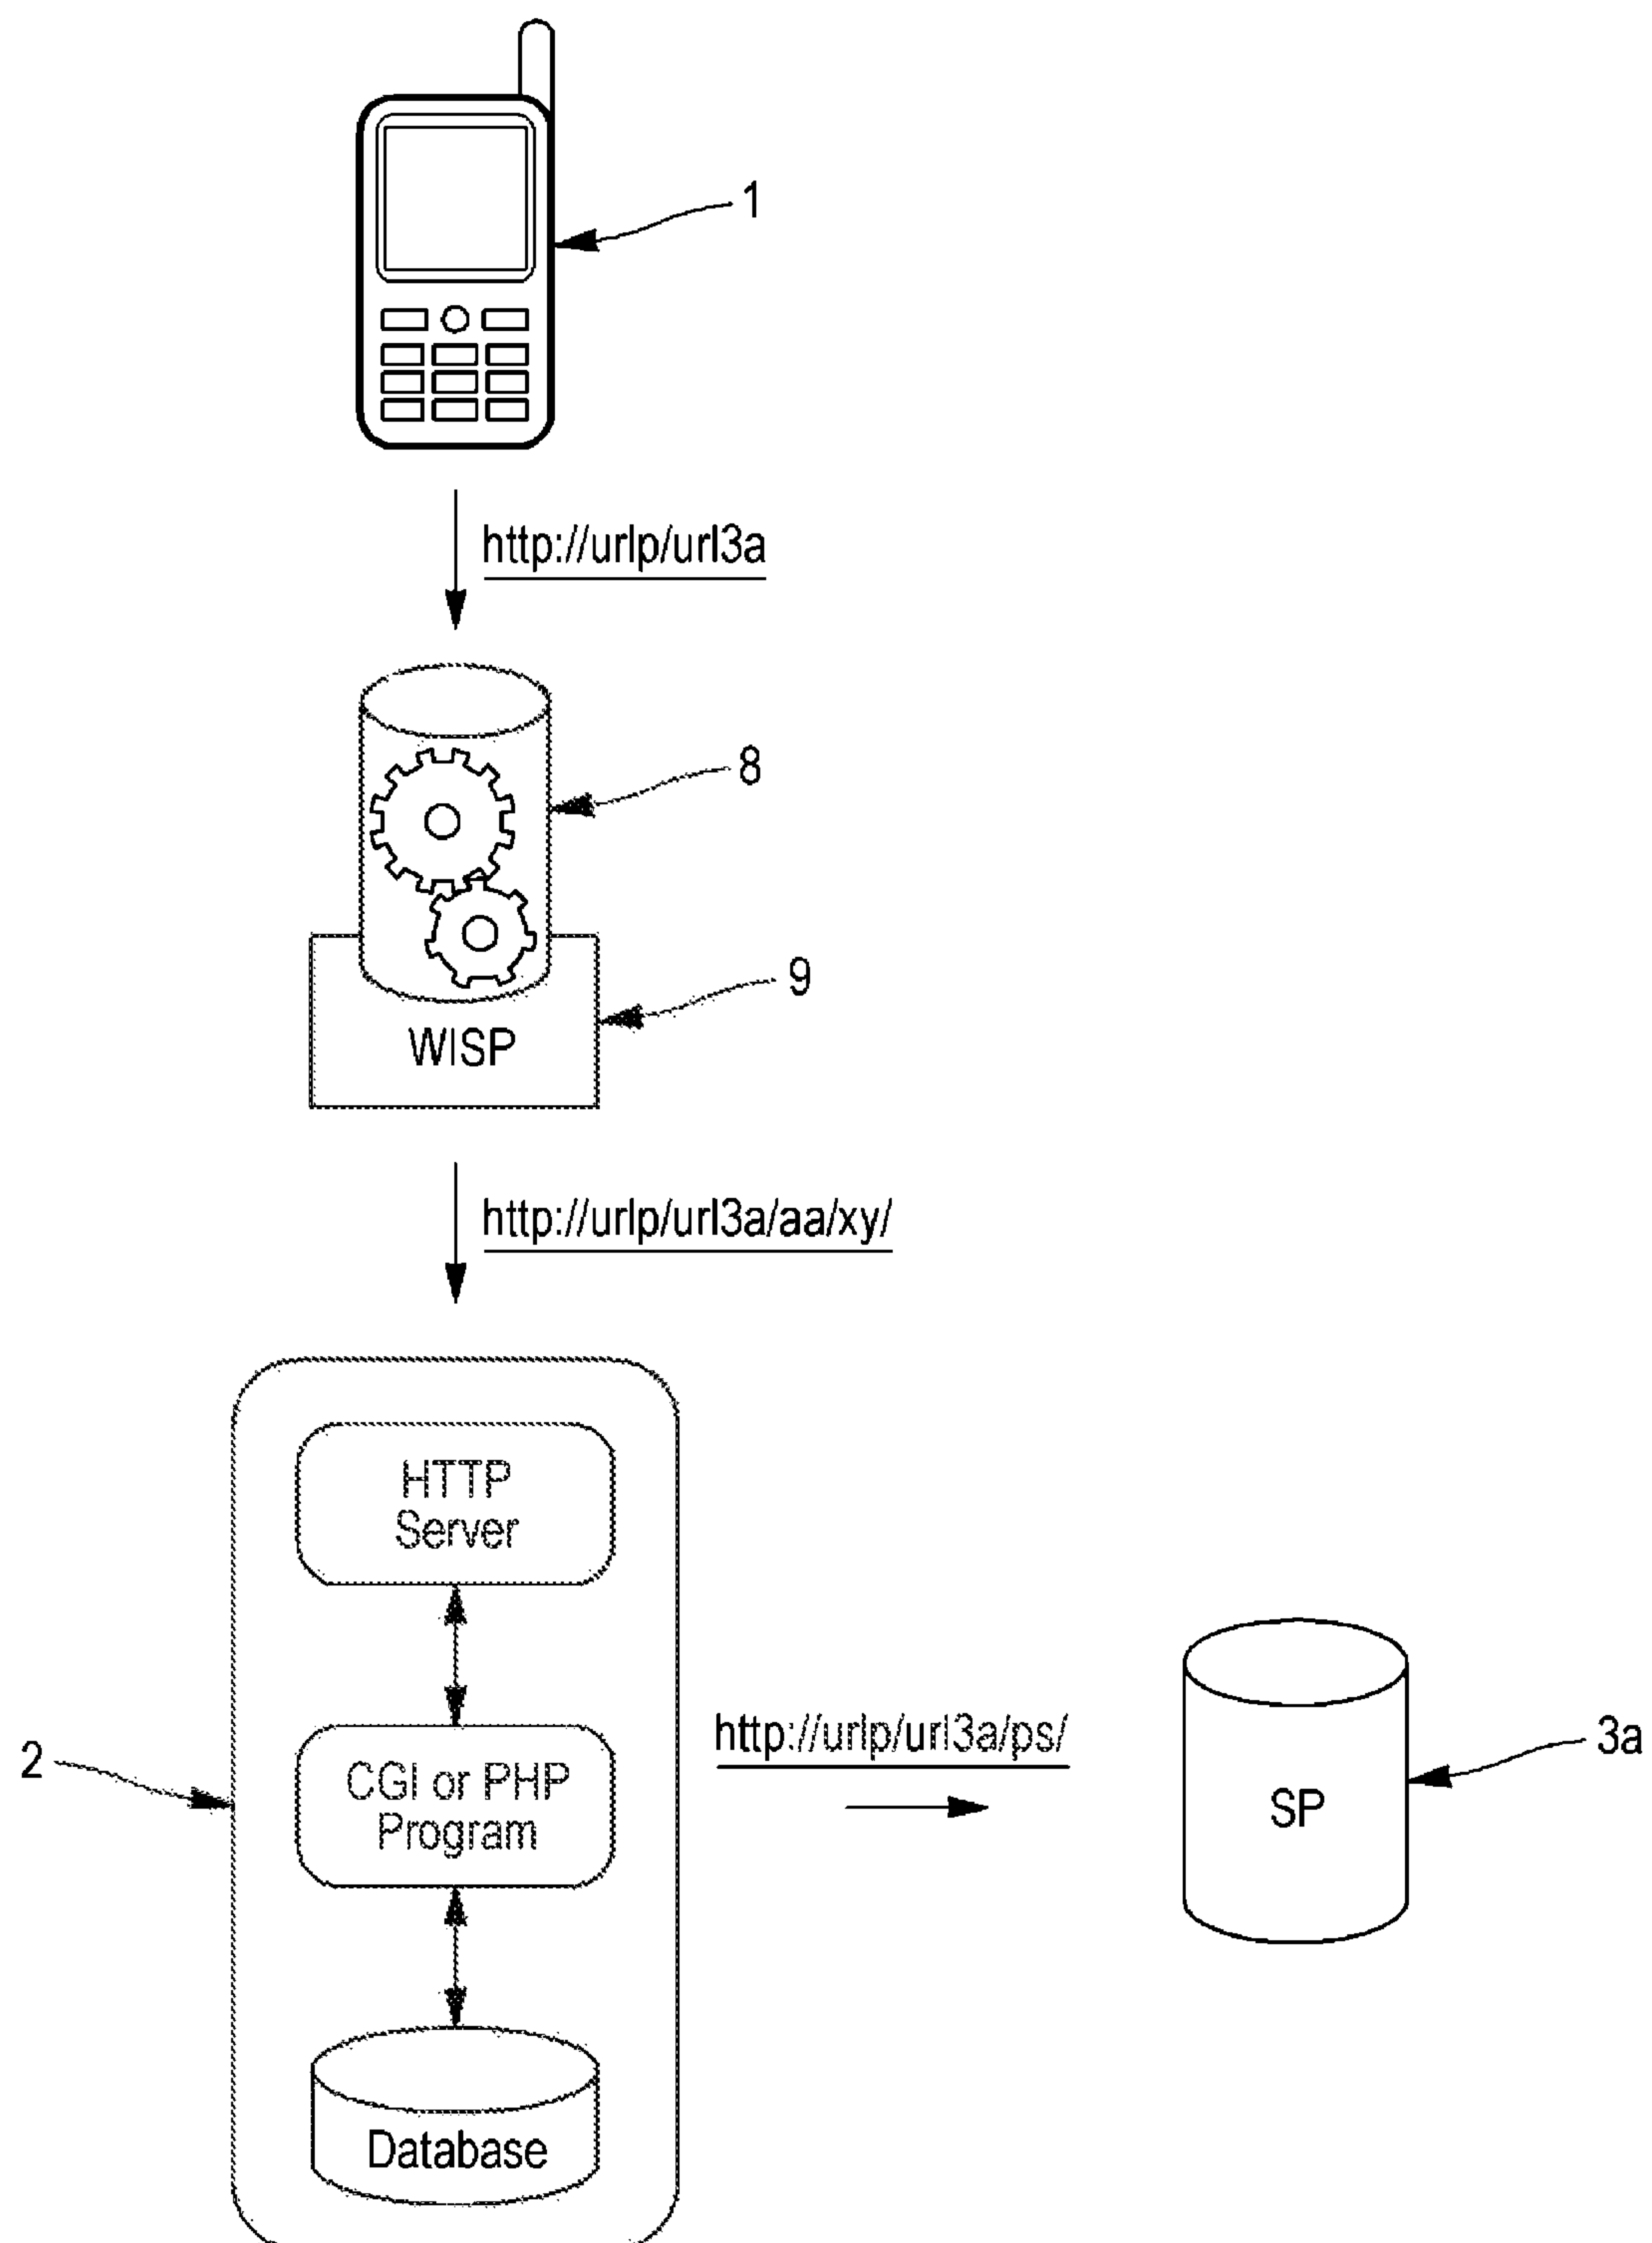 1
http://urlp/url3a
8
9
WISP
http://urlp/url3a/aa/xy/
HTTP
Server
http://urlp/url3a/ps/
3a
2
CGI or PHP
Program
SP
Database